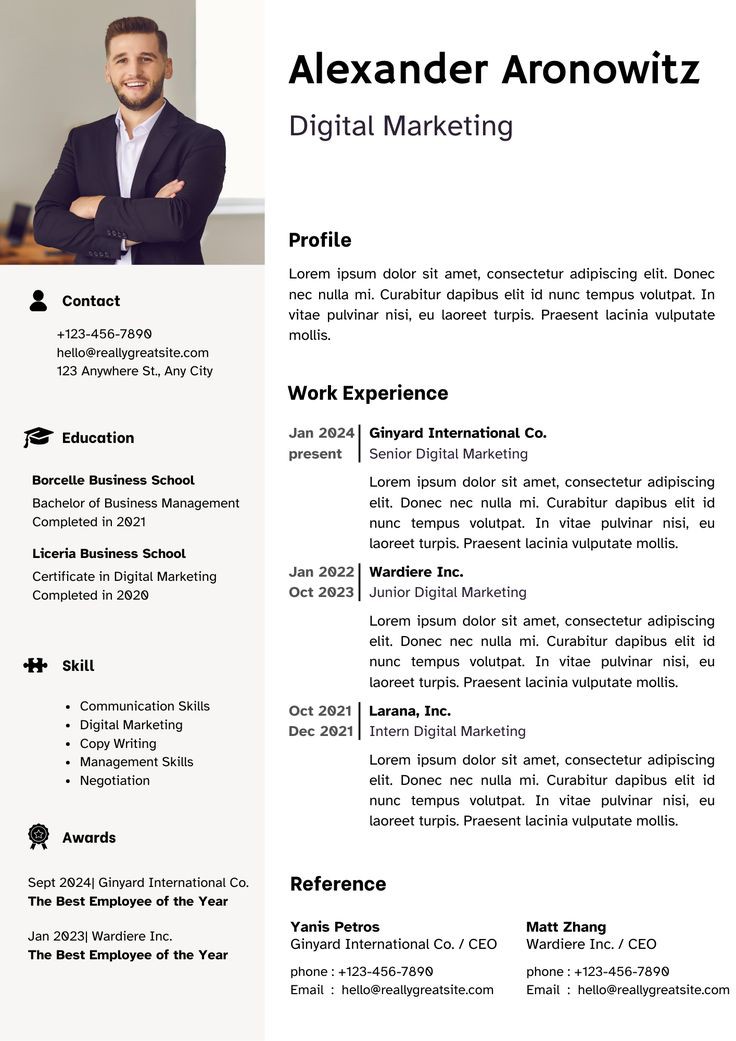 Alexander Aronowitz
Digital Marketing
Contact
+123-456-7890
hello@reallygreatsite.com
123 Anywhere St., Any City
Education
Borcelle Business School
Bachelor of Business Management
Completed in 2021
Liceria Business School
Certificate in Digital Marketing
Completed in 2020
Skill
• Communication Skills
• Digital Marketing
• Copy Writing
• Management Skills
• Negotiation
Awards
Sept 2024| Ginyard International Co.
The Best Employee of the Year
Jan 2023| Wardiere Inc.
The Best Employee of the Year
Profile
Lorem ipsum dolor sit amet, consectetur adipiscing elit. Donec
nec nulla mi. Curabitur dapibus elit id nunc tempus volutpat. In
vitae pulvinar nisi, eu laoreet turpis. Praesent lacinia vulputate
mollis.
Work Experience
Jan 2024
present
Ginyard International Co.
Senior Digital Marketing
Lorem ipsum dolor sit amet, consectetur adipiscing
elit. Donec nec nulla mi. Curabitur dapibus elit id
nunc tempus volutpat. In vitae pulvinar nisi, eu
laoreet turpis. Praesent lacinia vulputate mollis.
Jan 2022
Oct 2023
Wardiere Inc.
Junior Digital Marketing
Lorem ipsum dolor sit amet, consectetur adipiscing
elit. Donec nec nulla mi. Curabitur dapibus elit id
nunc tempus volutpat. In vitae pulvinar nisi, eu
laoreet turpis. Praesent lacinia vulputate mollis.
Oct 2021
Dec 2021
Larana, Inc.
Intern Digital Marketing
Lorem ipsum dolor sit amet, consectetur adipiscing
elit. Donec nec nulla mi. Curabitur dapibus elit id
nunc tempus volutpat. In vitae pulvinar nisi, eu
laoreet turpis. Praesent lacinia vulputate mollis.
Reference
Yanis Petros
Ginyard International Co. / CEO
phone : +123-456-7890
Email : hello@reallygreatsite.com
Matt Zhang
Wardiere Inc. / CEO
phone : +123-456-7890
Email : hello@reallygreatsite.com